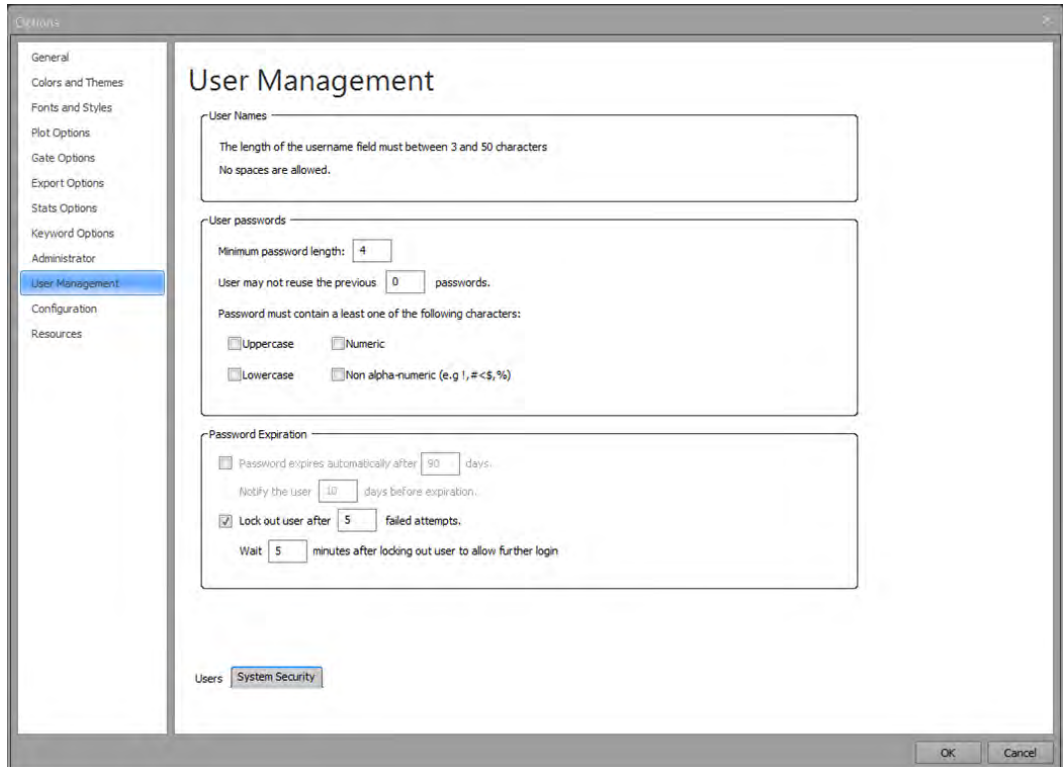 Options
General
Colors and Themes
Fonts and Styles
Plot Options
Gate Options
Export Options
Stats Options
Keyword Options
Administrator
User Management
Configuration
Resources
User Management
User Names
The length of the username field must between 3 and 50 characters
No spaces are allowed.
User passwords
Minimum password length: 4
User may not reuse the previous 0 passwords.
Password must contain a least one of the following characters:
Uppercase Numeric
Lowercase Non alpha-numeric (e.g !,#<$,%)
Password Expiration
Password expires automatically after 90 days.
Notify the user 10 days before expiration.
Lock out user after 5 failed attempts.
Wait 5 minutes after locking out user to allow further login
Users System Security
OK Cancel